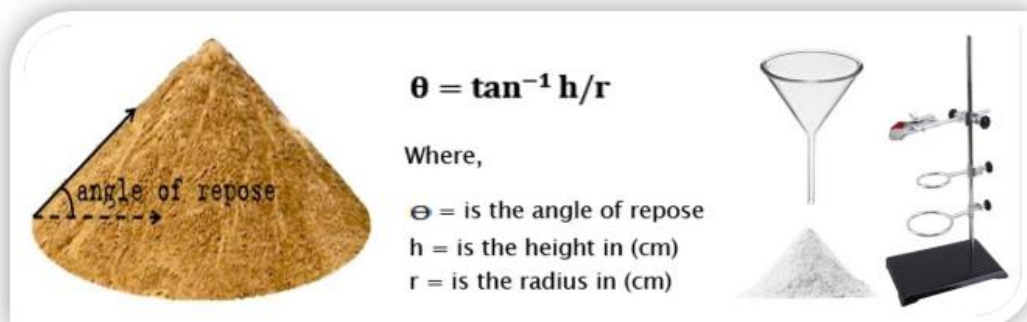 angle of repose
θ = tan⁻¹ h/r
Where,
θ = is the angle of repose
h = is the height in (cm)
r = is the radius in (cm)